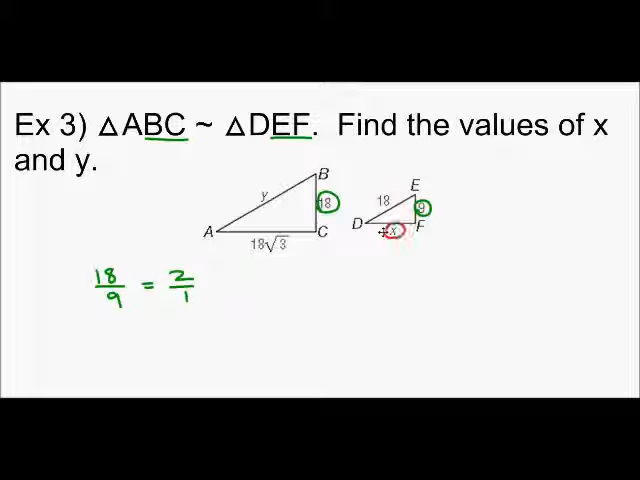 Ex 3) △ABC ~ △DEF. Find the values of x
and y.
B
y
18
A
C
18√3
E
18
9
D
F
x
18/9 = 2/1